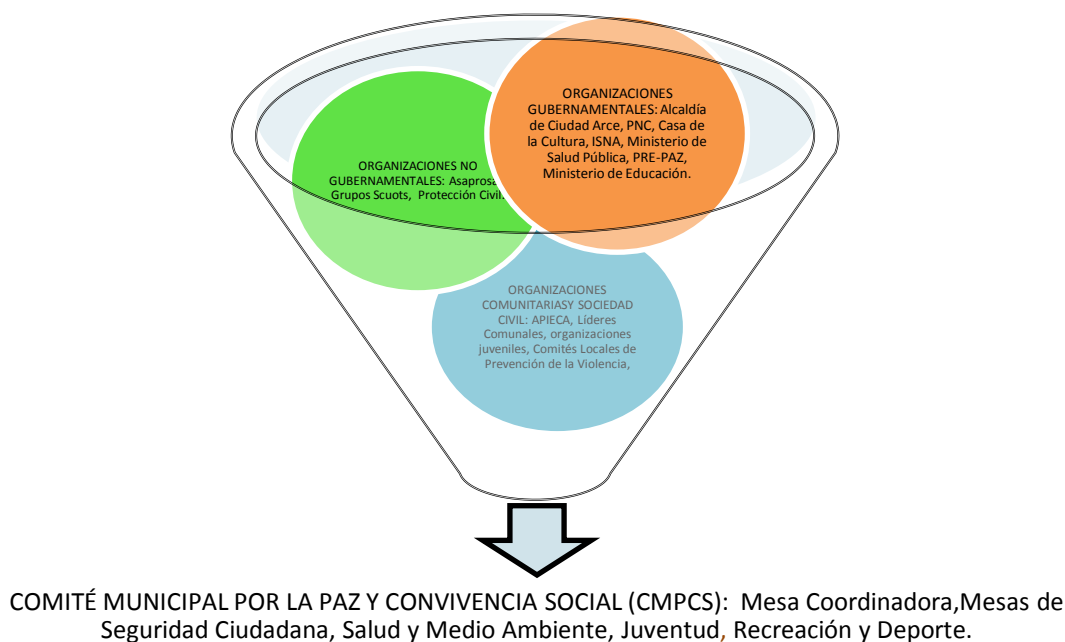 ORGANIZACIONES
GUBERNAMENTALES: Alcaldía
de Ciudad Arce, PNC, Casa de
la Cultura, ISNA, Ministerio de
Salud Pública, PRE-PAZ,
Ministerio de Educación.
ORGANIZACIONES NO
GUBERNAMENTALES: Asaprosa,
Grupos Scuots, Protección Civil.
ORGANIZACIONES
COMUNITARIASY SOCIEDAD
CIVIL: APIECA, Líderes
Comunales, organizaciones
juveniles, Comités Locales de
Prevención de la Violencia,
COMITÉ MUNICIPAL POR LA PAZ Y CONVIVENCIA SOCIAL (CMPCS): Mesa Coordinadora,Mesas de
Seguridad Ciudadana, Salud y Medio Ambiente, Juventud, Recreación y Deporte.